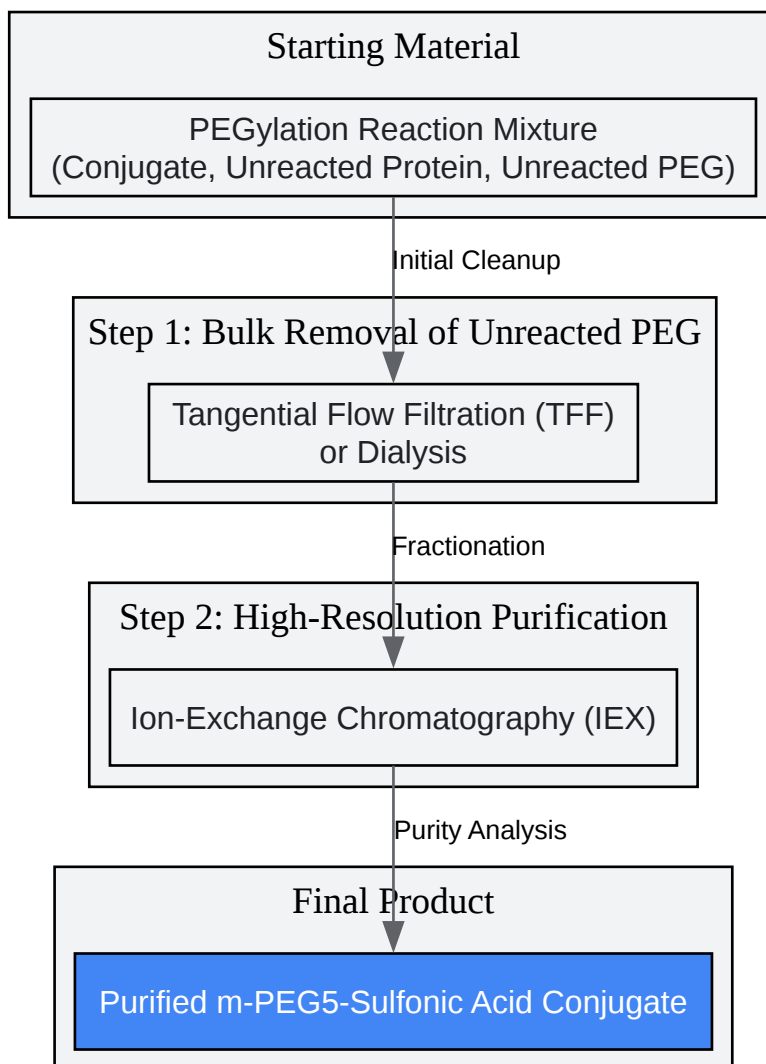 Starting Material
PEGylation Reaction Mixture
(Conjugate, Unreacted Protein, Unreacted PEG)
Initial Cleanup
Step 1: Bulk Removal of Unreacted PEG
Tangential Flow Filtration (TFF)
or Dialysis
Fractionation
Step 2: High-Resolution Purification
Ion-Exchange Chromatography (IEX)
Purity Analysis
Final Product
Purified m-PEG5-Sulfonic Acid Conjugate